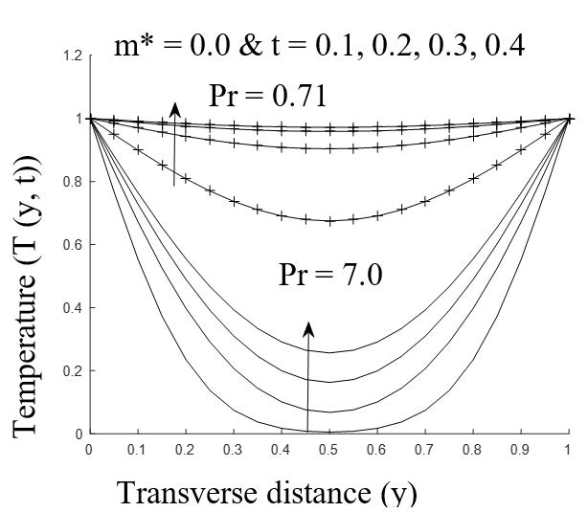 m* = 0.0 & t = 0.1, 0.2, 0.3, 0.4
Pr = 0.71
Pr = 7.0
Temperature (T (y, t))
1.2
1
0.8
0.6
0.4
0.2
0
0 0.1 0.2 0.3 0.4 0.5 0.6 0.7 0.8 0.9 1
Transverse distance (y)